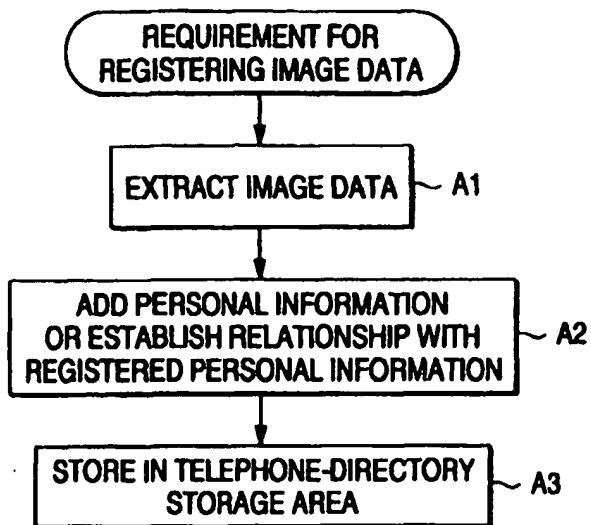 REQUIREMENT FOR
REGISTERING IMAGE DATA
EXTRACT IMAGE DATA
A1
ADD PERSONAL INFORMATION
OR ESTABLISH RELATIONSHIP WITH
REGISTERED PERSONAL INFORMATION
A2
STORE IN TELEPHONE-DIRECTORY
STORAGE AREA
A3